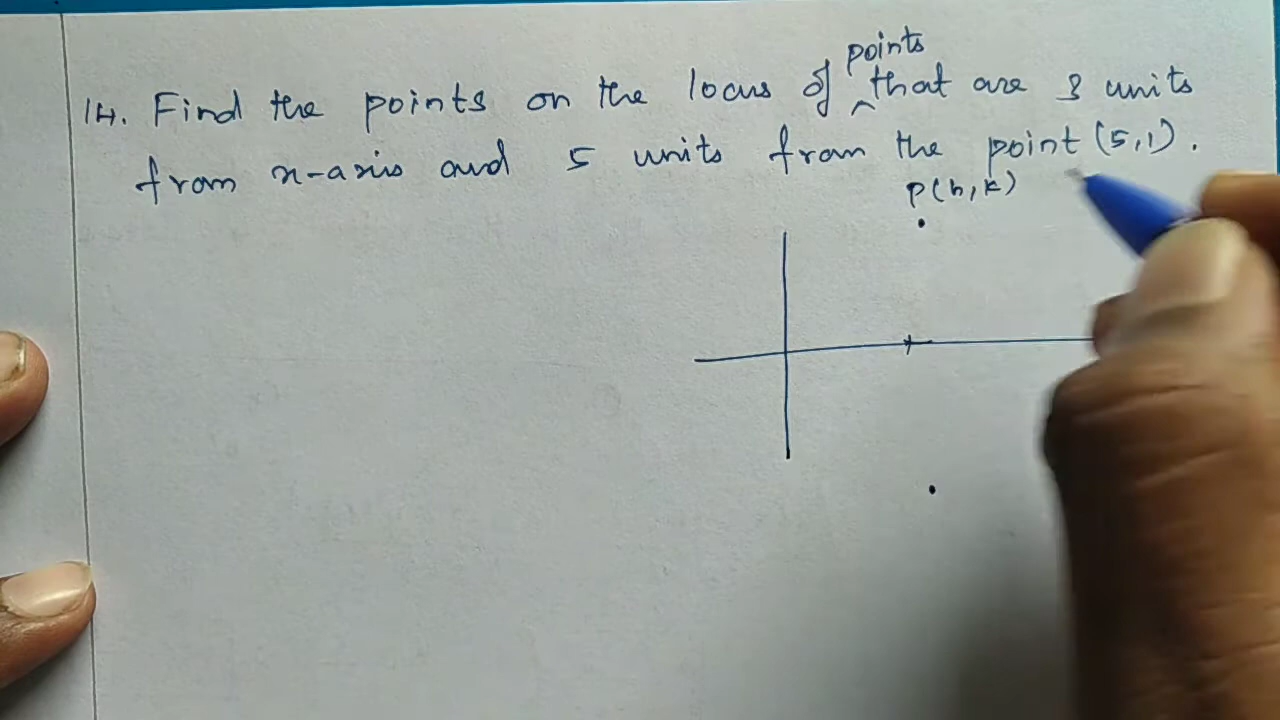 14. Find the points on the locus of points that are 3 units
from x-axis and 5 units from the point (5,1).
P(h,k)